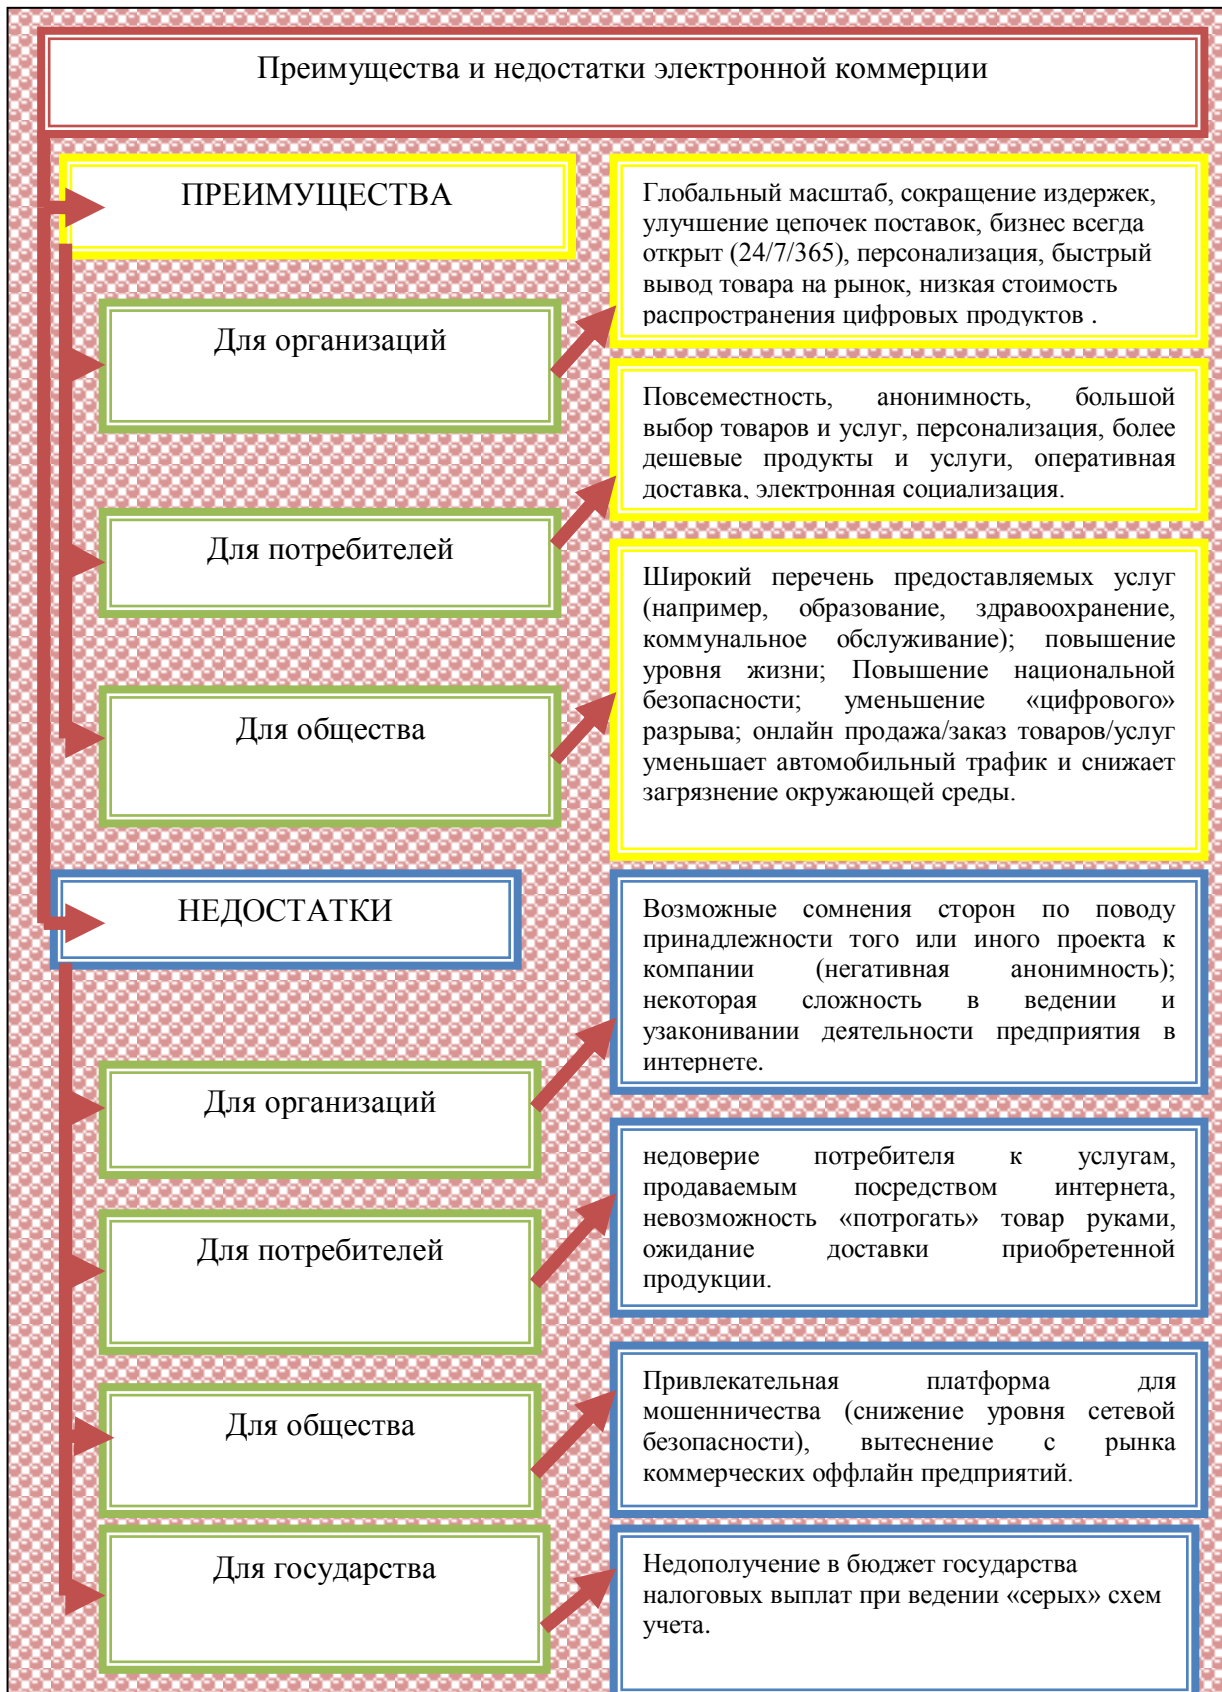 Преимущества и недостатки электронной коммерции
ПРЕИМУЩЕСТВА
Для организаций
Глобальный масштаб, сокращение издержек,
улучшение цепочек поставок, бизнес всегда
открыт (24/7/365), персонализация, быстрый
вывод товара на рынок, низкая стоимость
распространения цифровых продуктов .
Для потребителей
Повсеместность, анонимность, большой
выбор товаров и услуг, персонализация, более
дешевые продукты и услуги, оперативная
доставка, электронная социализация.
Для общества
Широкий перечень предоставляемых услуг
(например, образование, здравоохранение,
коммунальное обслуживание); повышение
уровня жизни; Повышение национальной
безопасности; уменьшение «цифрового»
разрыва; онлайн продажа/заказ товаров/услуг
уменьшает автомобильный трафик и снижает
загрязнение окружающей среды.
НЕДОСТАТКИ
Для организаций
Возможные сомнения сторон по поводу
принадлежности того или иного проекта к
компании (негативная анонимность);
некоторая сложность в ведении и
узаконивании деятельности предприятия в
интернете.
Для потребителей
недоверие потребителя к услугам,
продаваемым посредством интернета,
невозможность «потрогать» товар руками,
ожидание доставки приобретенной
продукции.
Для общества
Привлекательная платформа для
мошенничества (снижение уровня сетевой
безопасности), вытеснение с рынка
коммерческих оффлайн предприятий.
Для государства
Недополучение в бюджет государства
налоговых выплат при ведении «серых» схем
учета.